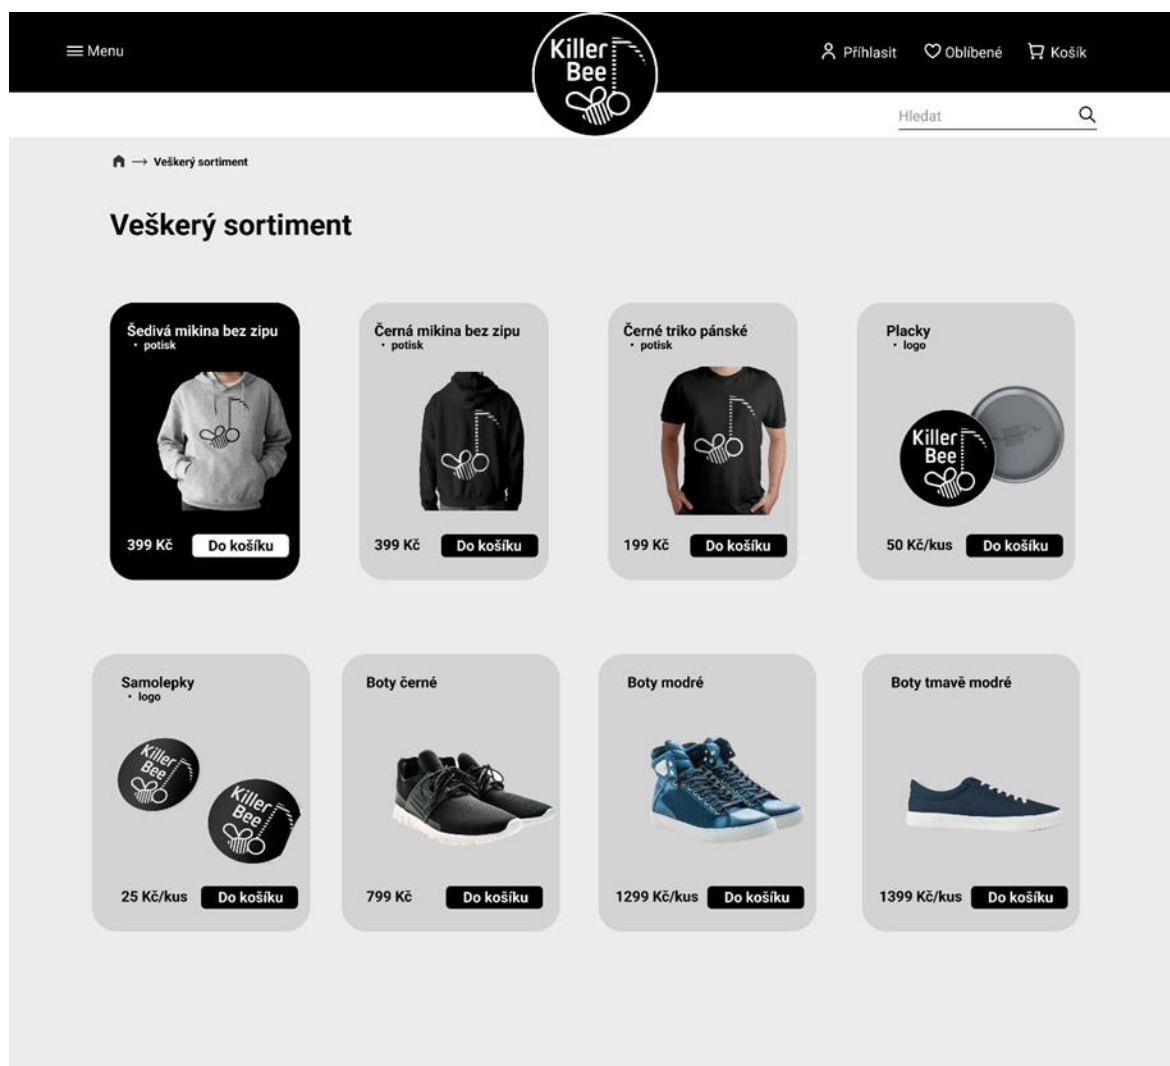 Menu
Killer
Bee
Příhlasit
Oblíbené
Košík
Hledat
Veškerý sortiment
Veškerý sortiment
Šedivá mikina bez zipu
• potisk
399 Kč
Do košíku
Černá mikina bez zipu
• potisk
399 Kč
Do košíku
Černé triko pánské
• potisk
199 Kč
Do košíku
Placky
• logo
Killer
Bee
50 Kč/kus
Do košíku
Samolepky
• logo
Killer
Bee
Killer
Bee
25 Kč/kus
Do košíku
Boty černé
799 Kč
Do košíku
Boty modré
1299 Kč/kus
Do košíku
Boty tmavě modré
1399 Kč/kus
Do košíku